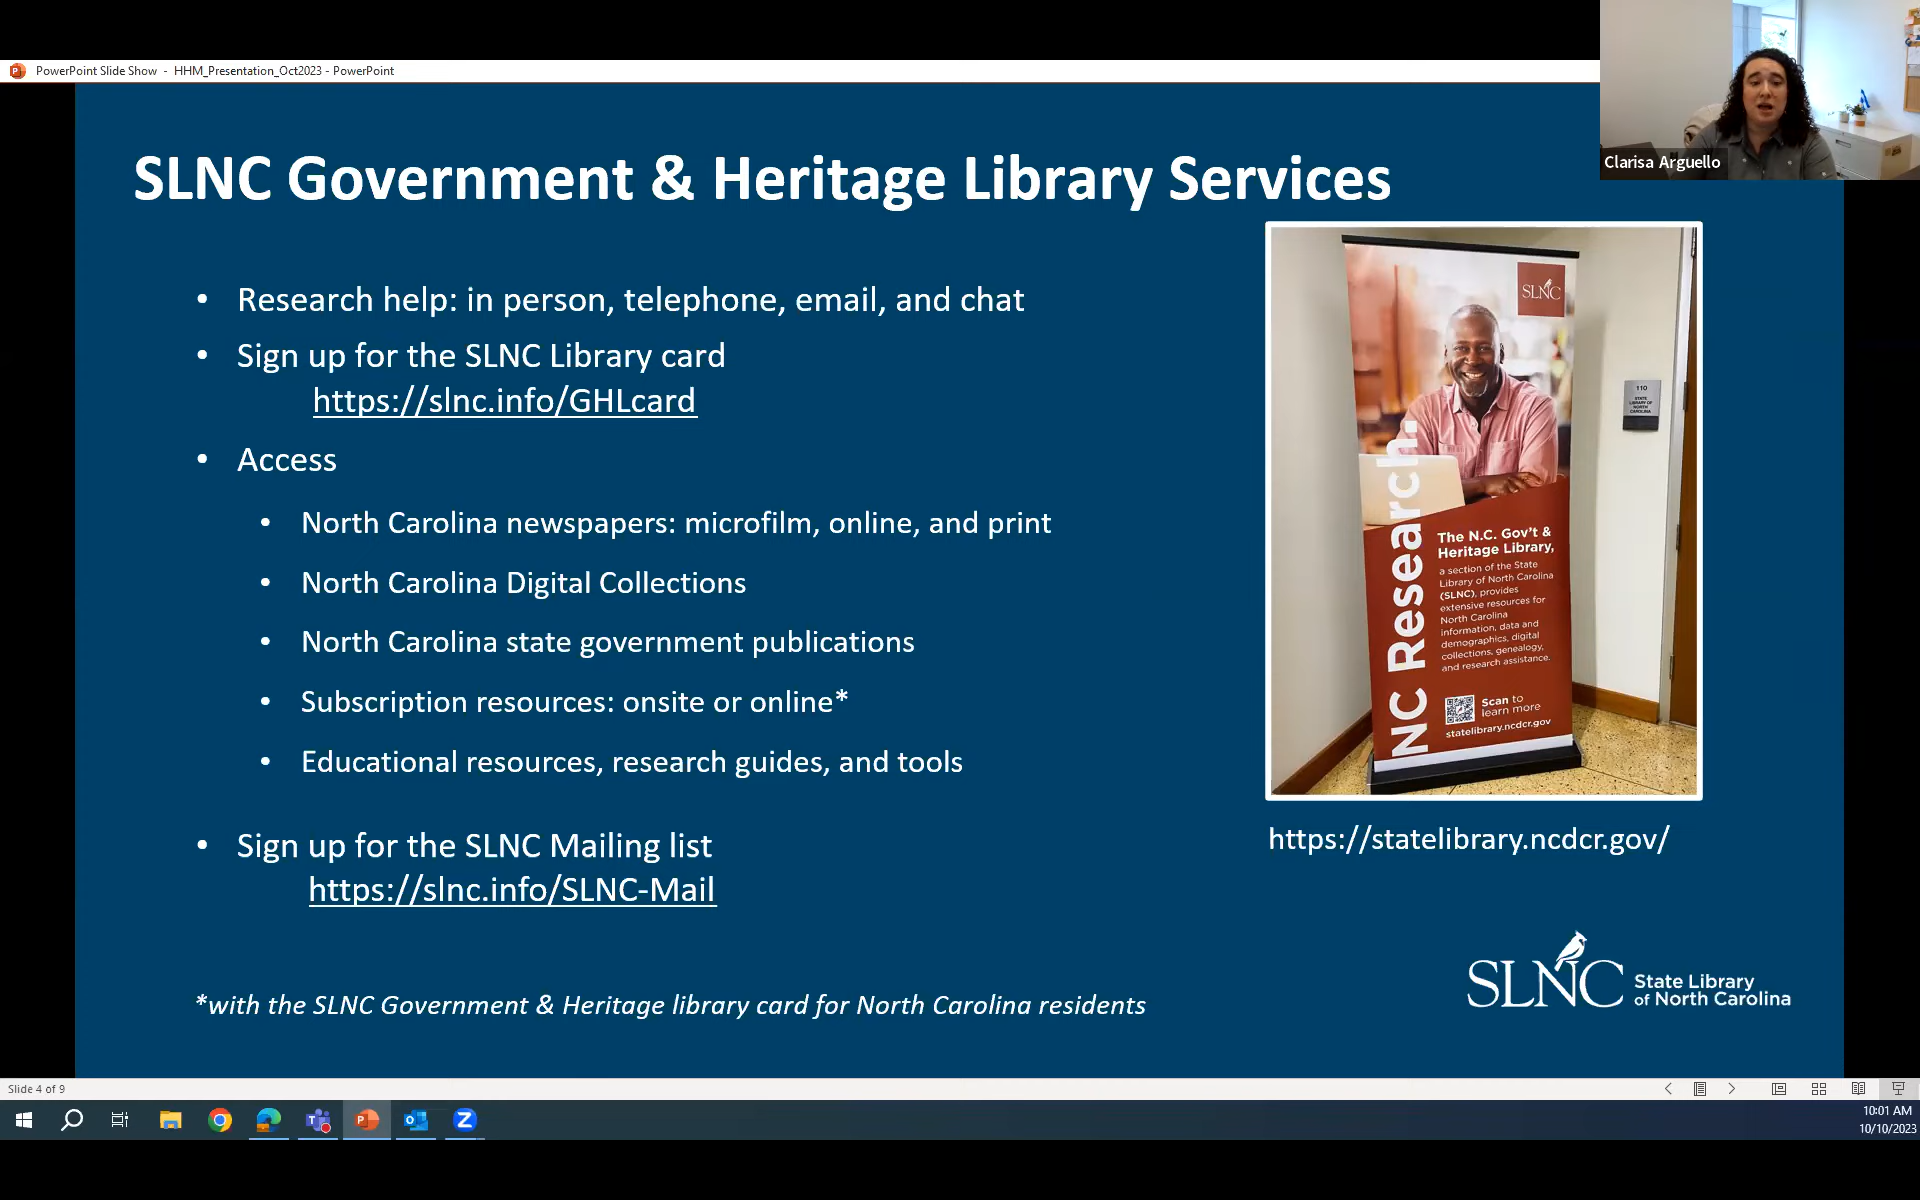 PowerPoint Slide Show - HHM_Presentation_Oct2023 - PowerPoint
Clarisa Arguello
SLNC Government & Heritage Library Services
• Research help: in person, telephone, email, and chat
• Sign up for the SLNC Library card
https://slnc.info/GHLcard
• Access
• North Carolina newspapers: microfilm, online, and print
• North Carolina Digital Collections
• North Carolina state government publications
• Subscription resources: onsite or online*
• Educational resources, research guides, and tools
• Sign up for the SLNC Mailing list
https://slnc.info/SLNC-Mail
*with the SLNC Government & Heritage library card for North Carolina residents
SLNC
NC Research.
The N.C. Gov't &
Heritage Library,
a section of the State
Library of North Carolina
(SLNC), provides
extensive resources for
North Carolina
information, data and
demographics, digital
collections, genealogy,
and research assistance.
Scan to
learn more
statelibrary.ncdcr.gov
110
STATE
LIBRARY OF
NORTH
CAROLINA
https://statelibrary.ncdcr.gov/
SLNC State Library
of North Carolina
Slide 4 of 9
10:01 AM
10/10/2023